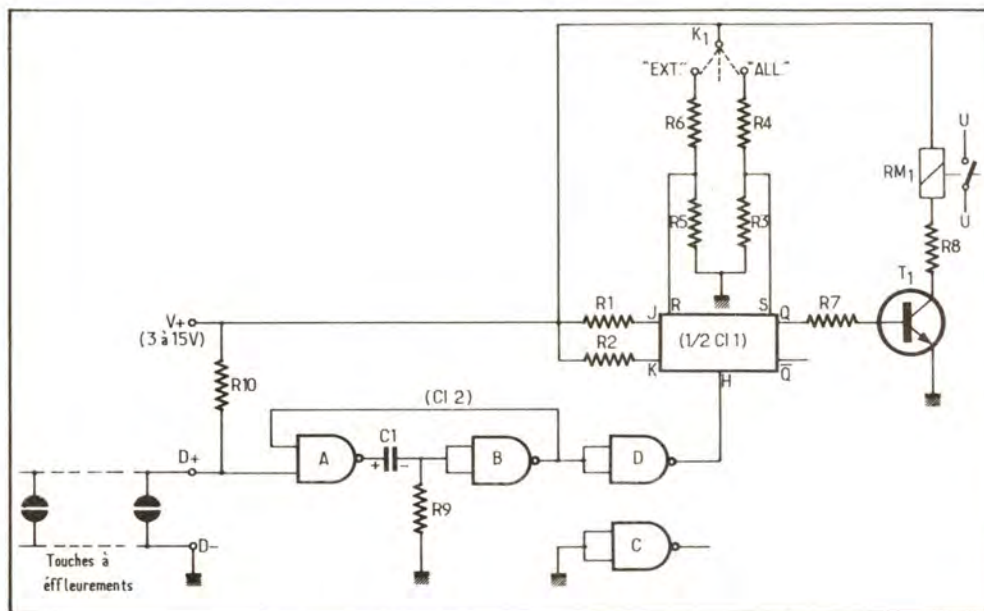 K1
"EXT."
"ALL."
R6
R4
U
RM1
R5
R3
U
R8
T1
V+
(3 à 15V)
R1
J
R
S
Q
R7
(1/2 CI 1)
R2
K
H
Q̅
R10
(CI 2)
D+
A
C1
+
-
B
D
R9
D-
C
Touches à
éffleurements